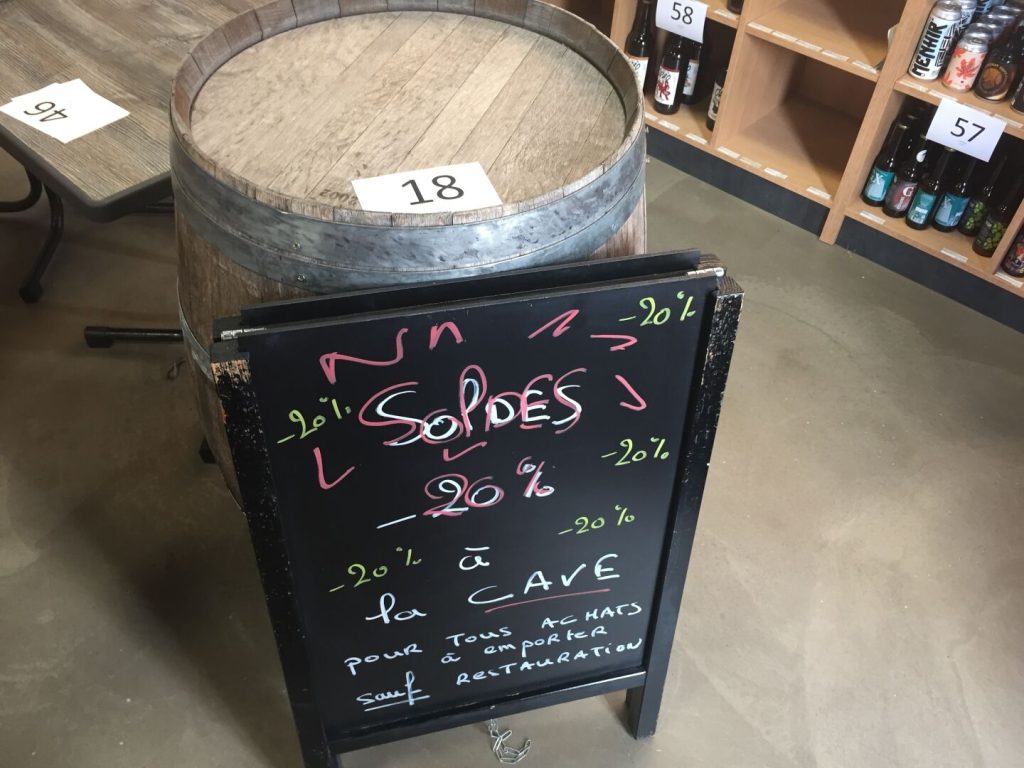 58
46
18
57
MENHIR
-20%
SOLDES
-20%
-20%
-20%
-20%
-20%
à
la CAVE
POUR TOUS ACHATS
à EMPORTER
sauf RESTAURATION